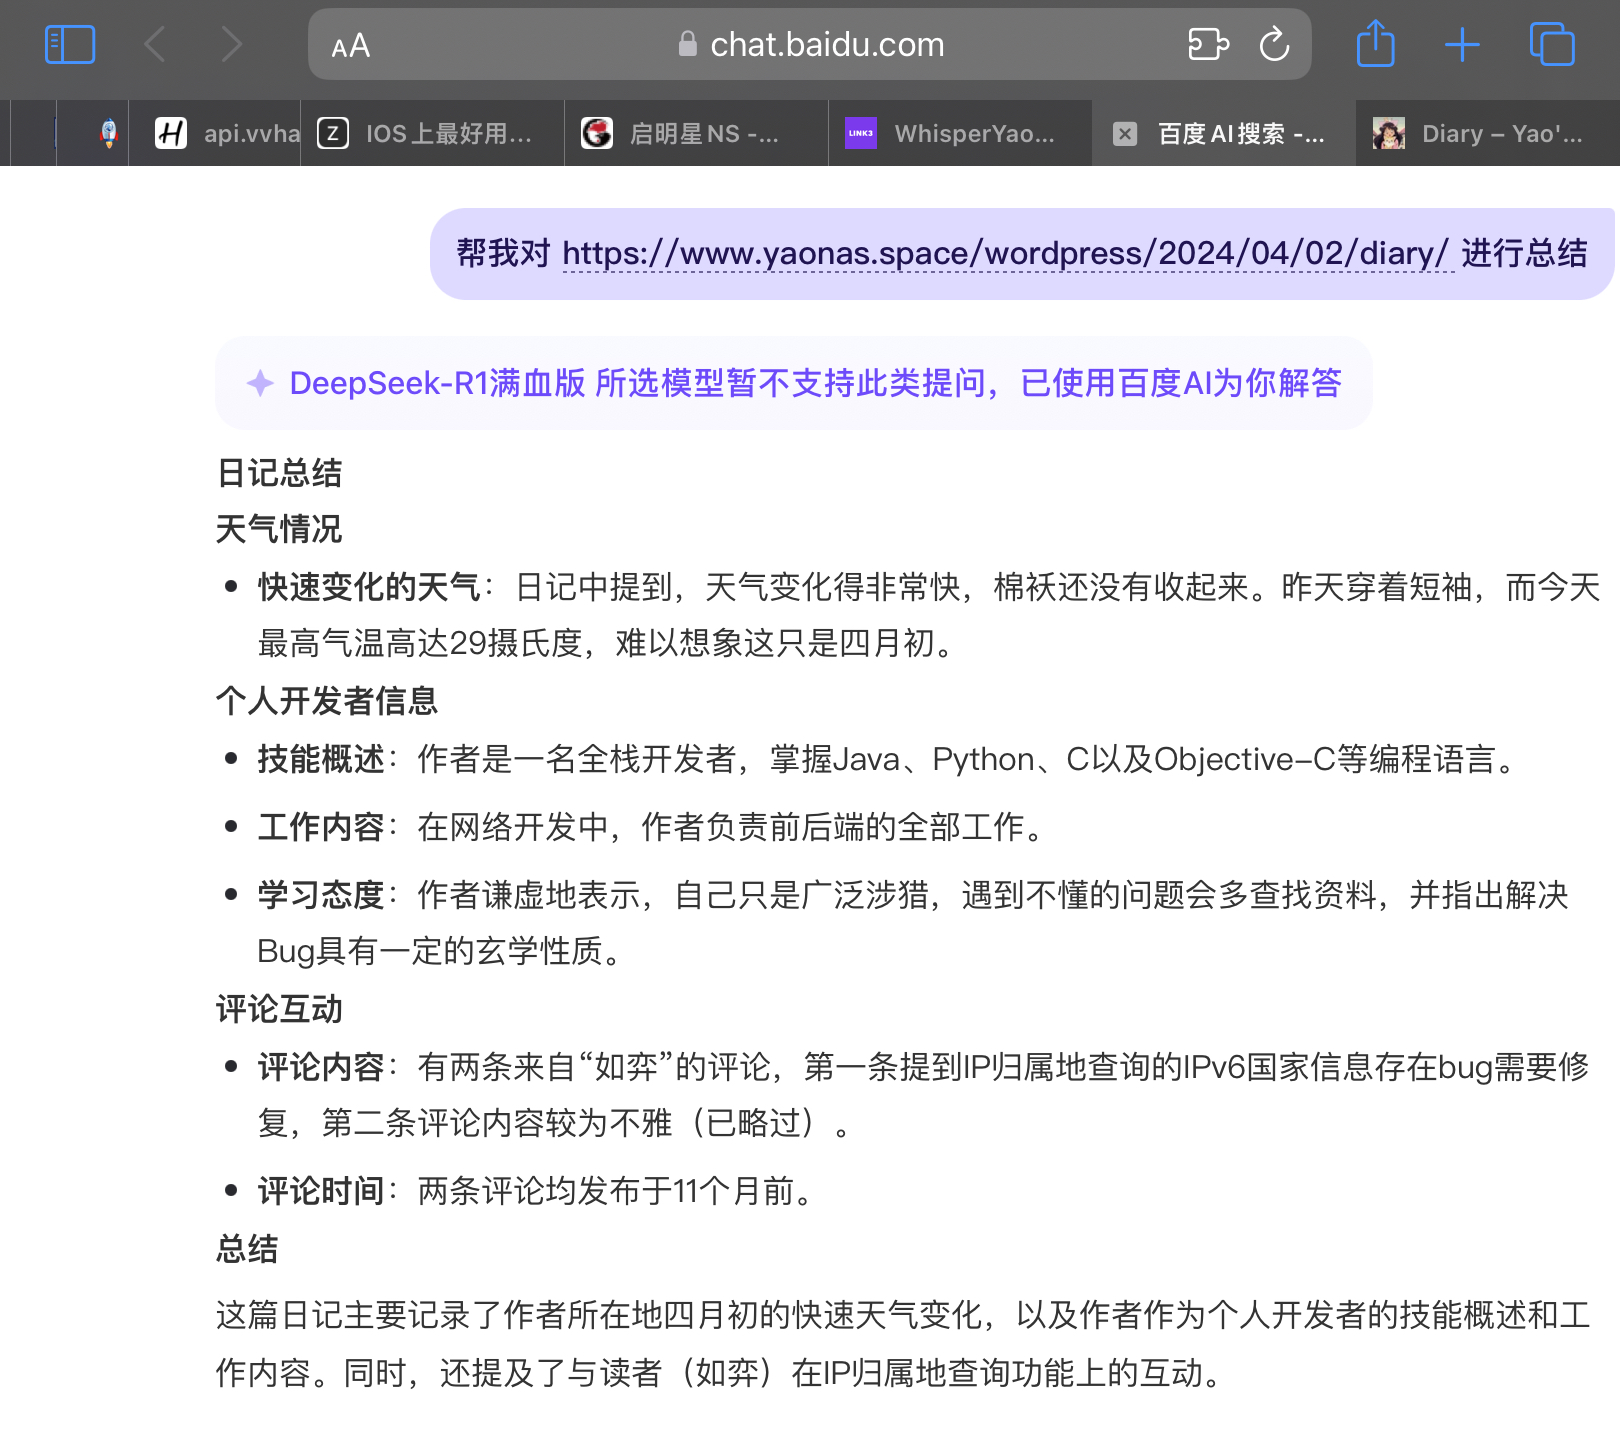 AA chat.baidu.com
api.vvha
Z IOS上最好用...
启明星NS -...
LINK3 WhisperYao...
百度AI搜索 -...
Diary – Yao'...
帮我对 https://www.yaonas.space/wordpress/2024/04/02/diary/ 进行总结
DeepSeek-R1满血版 所选模型暂不支持此类提问，已使用百度AI为你解答
日记总结
天气情况
• 快速变化的天气：日记中提到，天气变化得非常快，棉袄还没有收起来。昨天穿着短袖，而今天
最高气温高达29摄氏度，难以想象这只是四月初。
个人开发者信息
• 技能概述：作者是一名全栈开发者，掌握Java、Python、C以及Objective-C等编程语言。
• 工作内容：在网络开发中，作者负责前后端的全部工作。
• 学习态度：作者谦虚地表示，自己只是广泛涉猎，遇到不懂的问题会多查找资料，并指出解决
Bug具有一定的玄学性质。
评论互动
• 评论内容：有两条来自“如弈”的评论，第一条提到IP归属地查询的IPv6国家信息存在bug需要修
复，第二条评论内容较为不雅（已略过）。
• 评论时间：两条评论均发布于11个月前。
总结
这篇日记主要记录了作者所在地四月初的快速天气变化，以及作者作为个人开发者的技能概述和工
作内容。同时，还提及了与读者（如弈）在IP归属地查询功能上的互动。